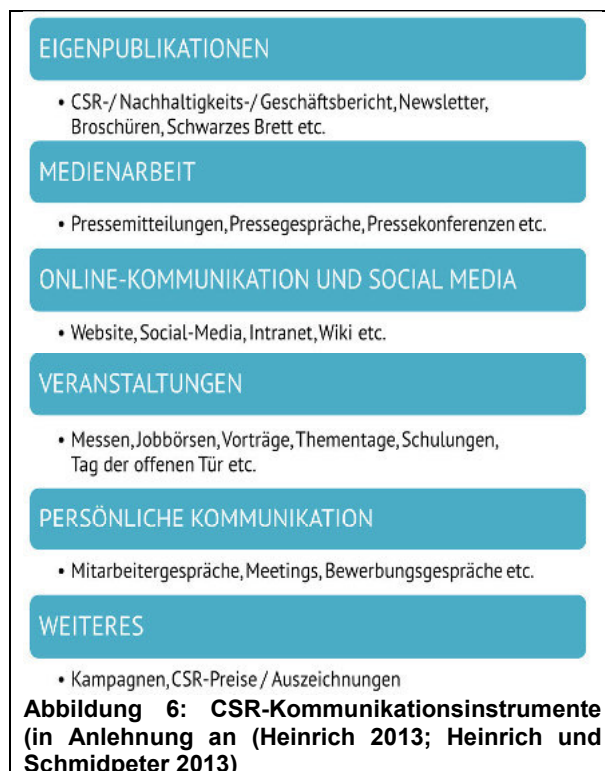 EIGENPUBLIKATIONEN
• CSR-/ Nachhaltigkeits-/ Geschäftsbericht, Newsletter,
Broschüren, Schwarzes Brett etc.
MEDIENARBEIT
• Pressemitteilungen, Pressegespräche, Pressekonferenzen etc.
ONLINE-KOMMUNIKATION UND SOCIAL MEDIA
• Website, Social-Media, Intranet, Wiki etc.
VERANSTALTUNGEN
• Messen, Jobbörsen, Vorträge, Thementage, Schulungen,
Tag der offenen Tür etc.
PERSÖNLICHE KOMMUNIKATION
• Mitarbeitergespräche, Meetings, Bewerbungsgespräche etc.
WEITERES
• Kampagnen, CSR-Preise / Auszeichnungen
Abbildung 6: CSR-Kommunikationsinstrumente
(in Anlehnung an (Heinrich 2013; Heinrich und
Schmidpeter 2013)